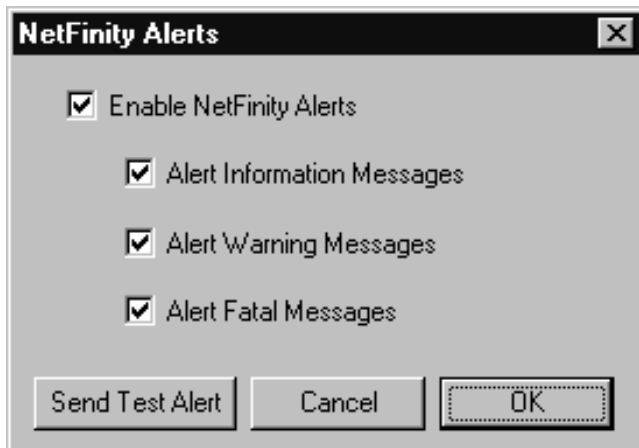 NetFinity Alerts
Enable NetFinity Alerts
Alert Information Messages
Alert Warning Messages
Alert Fatal Messages
Send Test Alert
Cancel
OK